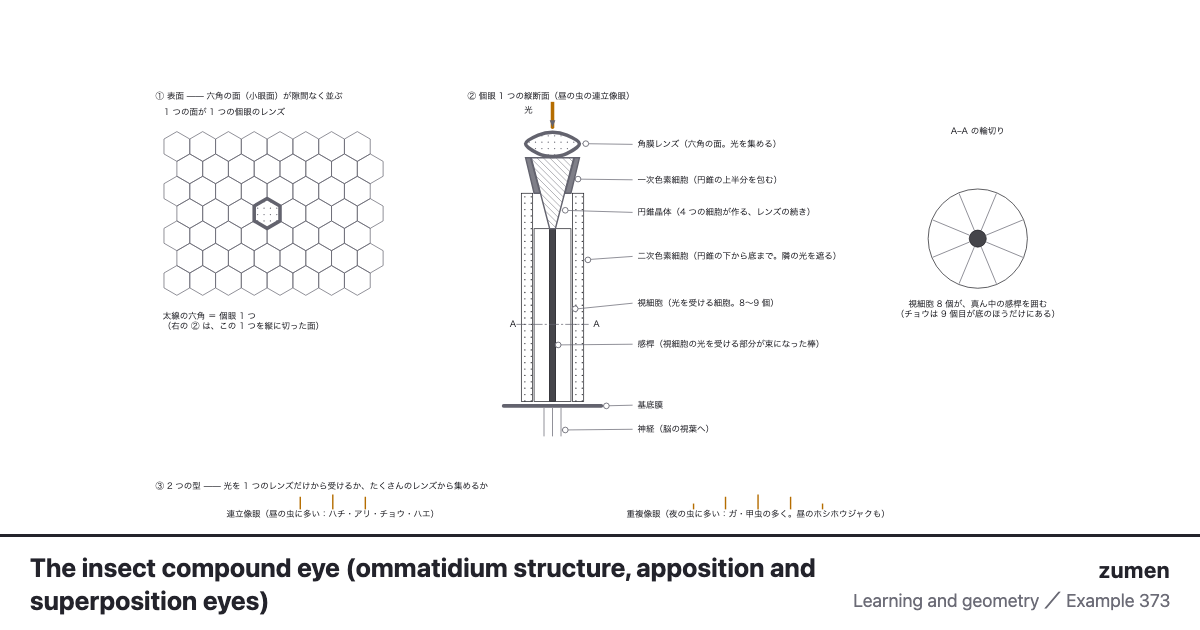 ① 表面 —— 六角の面（小眼面）が隙間なく並ぶ
1 つの面が 1 つの個眼のレンズ
太線の六角 ＝ 個眼 1 つ
（右の ② は、この 1 つを縦に切った面）
② 個眼 1 つの縦断面（昼の虫の連立像眼）
光
角膜レンズ（六角の面。光を集める）
一次色素細胞（円錐の上半分を包む）
円錐晶体（4 つの細胞が作る、レンズの続き）
二次色素細胞（円錐の下から底まで。隣の光を遮る）
視細胞（光を受ける細胞。8〜9 個）
A
A
感桿（視細胞の光を受ける部分が束になった棒）
基底膜
神経（脳の視葉へ）
A–A の輪切り
視細胞 8 個が、真ん中の感桿を囲む
（チョウは 9 個目が底のほうだけにある）
③ 2 つの型 —— 光を 1 つのレンズだけから受けるか、たくさんのレンズから集めるか
連立像眼（昼の虫に多い：ハチ・アリ・チョウ・ハエ）
重複像眼（夜の虫に多い：ガ・甲虫の多く。昼のホシホウジャクも）
The insect compound eye (ommatidium structure, apposition and
superposition eyes)
zumen
Learning and geometry ／ Example 373